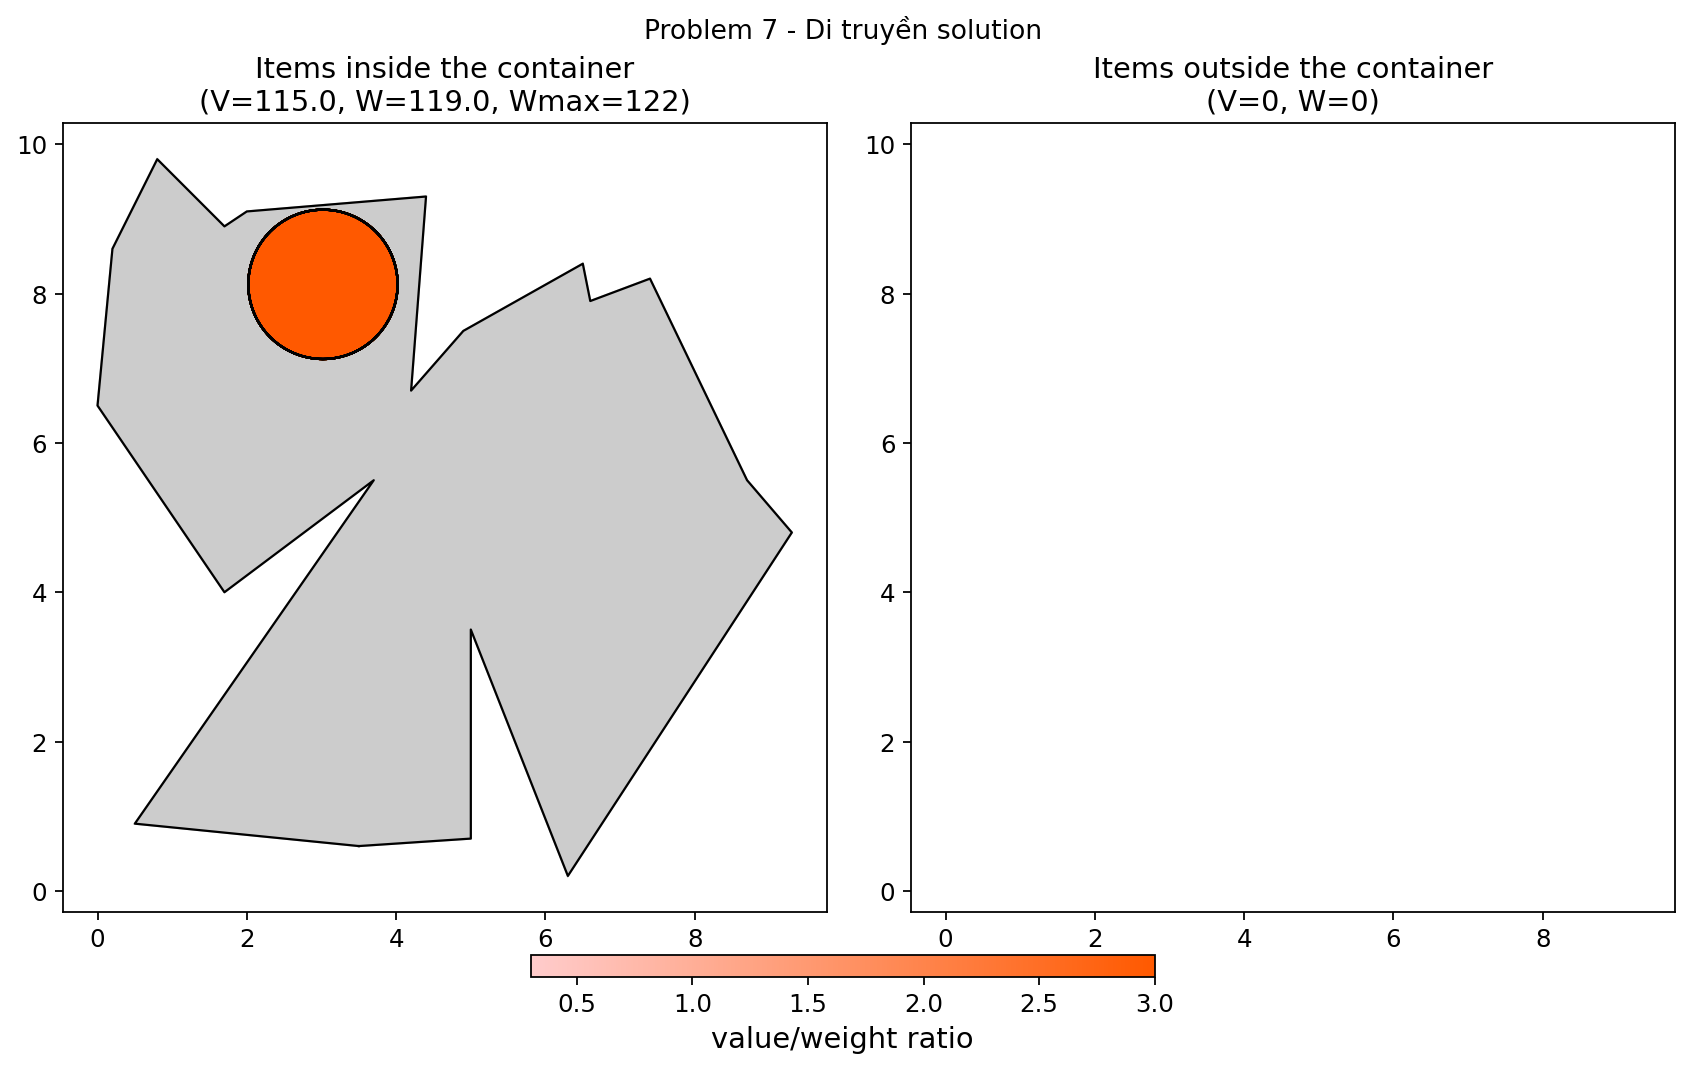 Problem 7 - Di truyền solution
Items inside the container
(V=115.0, W=119.0, Wmax=122)
Items outside the container
(V=0, W=0)
10
8
6
4
2
0
0 2 4 6 8
10
8
6
4
2
0
0 2 4 6 8
0.5 1.0 1.5 2.0 2.5 3.0
value/weight ratio